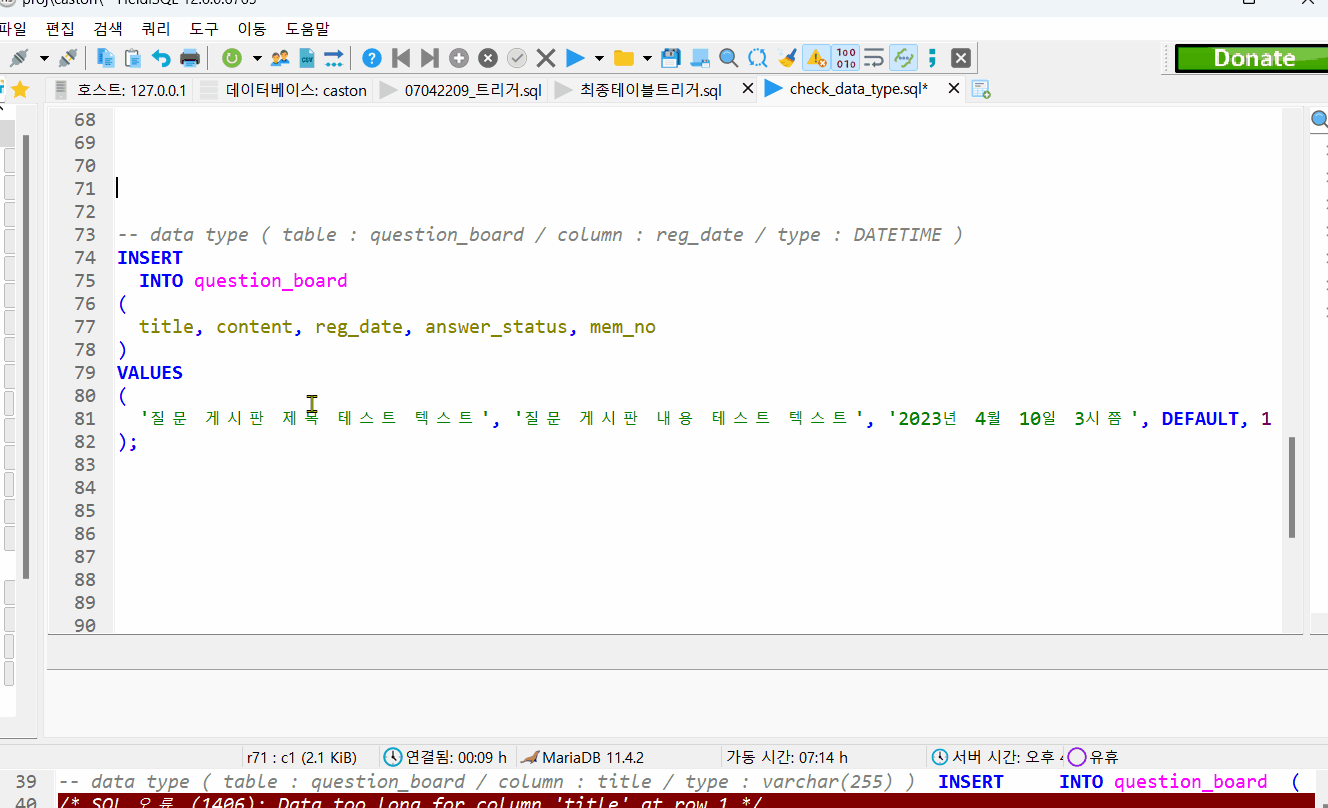 파일 편집 검색 쿼리 도구 이동 도움말
Donate
호스트: 127.0.0.1 데이터베이스: caston 07042209_트리거.sql 최종테이블트리거.sql check_data_type.sql*
68
69
70
71
72
73 -- data type ( table : question_board / column : reg_date / type : DATETIME )
74 INSERT
75 INTO question_board
76 (
77 title, content, reg_date, answer_status, mem_no
78 )
79 VALUES
80 (
81 '질문 게시판 제목 테스트 텍스트', '질문 게시판 내용 테스트 텍스트', '2023년 4월 10일 3시쯤', DEFAULT, 1
82 );
83
84
85
86
87
88
89
90
r71 : c1 (2.1 KiB) 연결됨: 00:09 h MariaDB 11.4.2 가동 시간: 07:14 h 서버 시간: 오후 유휴
39 -- data type ( table : question_board / column : title / type : varchar(255) ) INSERT INTO question_board (
40 /* SQL 오류 (1406): Data too long for column 'title' at row 1 */